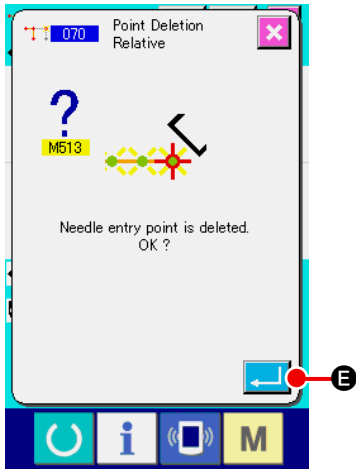 070
Point Deletion
Relative
?
M513
Needle entry point is deleted.
OK ?
E
i
M